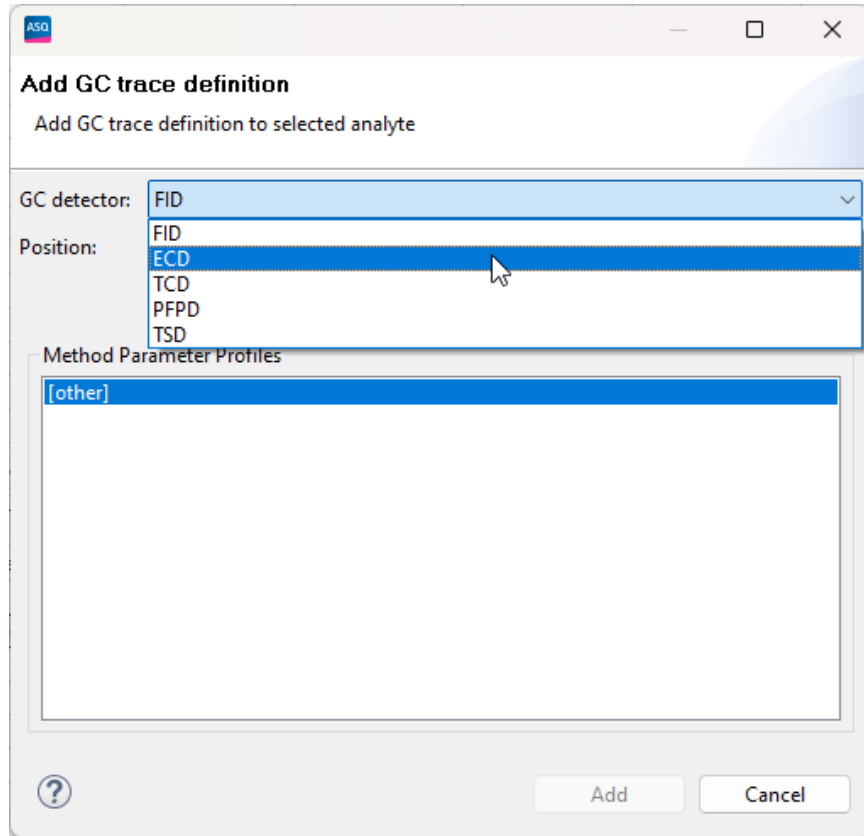 ASQ
Add GC trace definition
Add GC trace definition to selected analyte
GC detector: FID
Position:
FID
ECD
TCD
PFPD
TSD
Method Parameter Profiles
[other]
?
Add Cancel